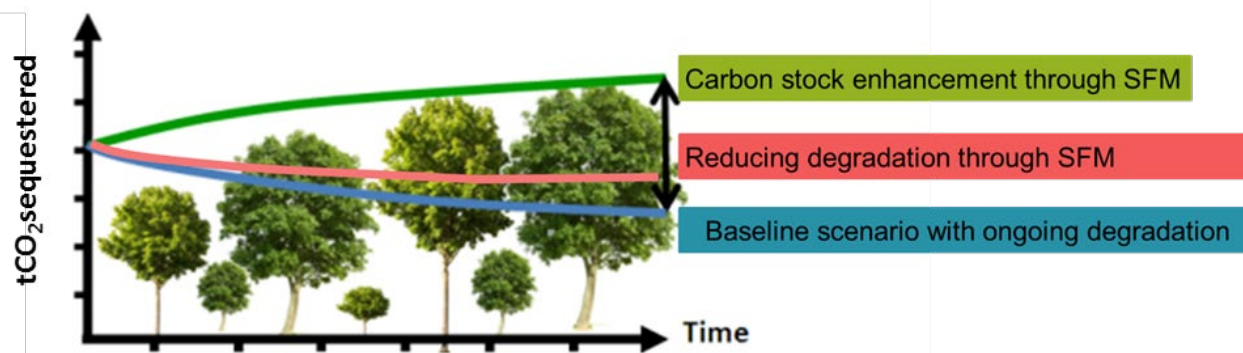 tCO₂sequestered
Carbon stock enhancement through SFM
Reducing degradation through SFM
Baseline scenario with ongoing degradation
Time